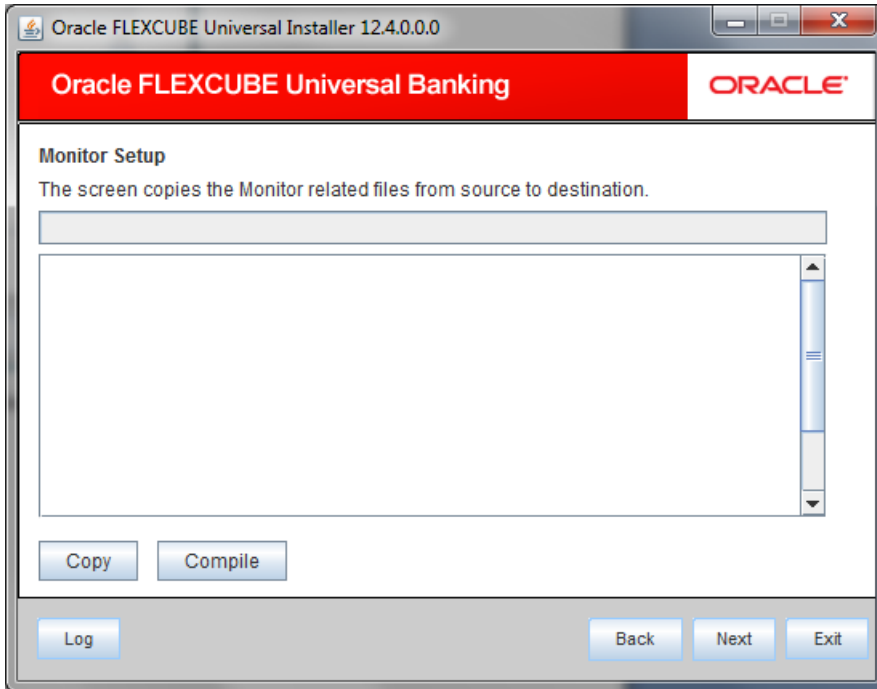 Oracle FLEXCUBE Universal Installer 12.4.0.0.0
Oracle FLEXCUBE Universal Banking
ORACLE
Monitor Setup
The screen copies the Monitor related files from source to destination.
Copy Compile
Log Back Next Exit